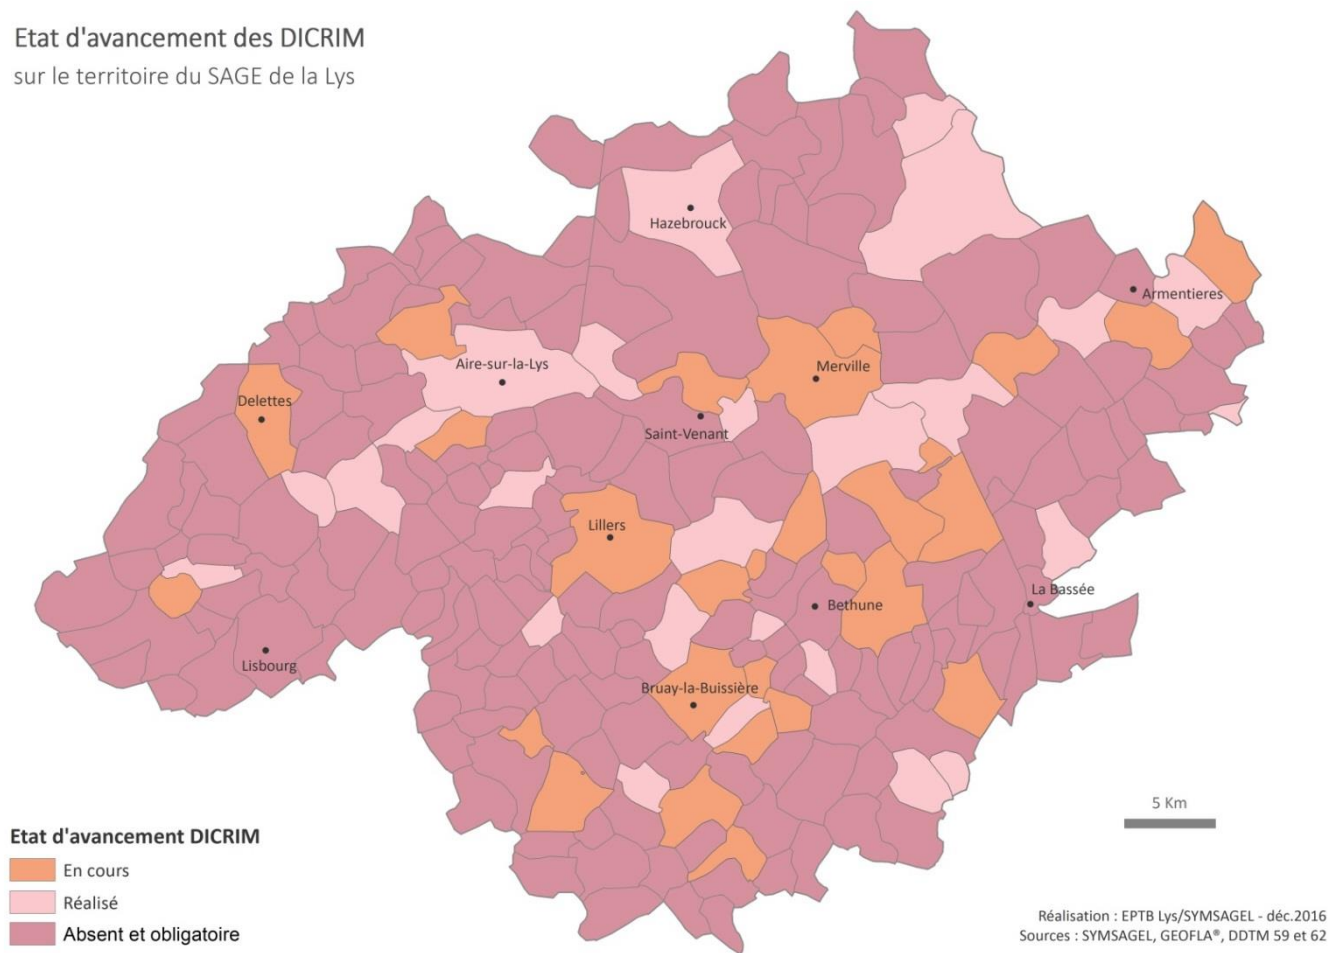 Etat d'avancement des DICRIM
sur le territoire du SAGE de la Lys
Hazebrouck
Armentieres
Aire-sur-la-Lys
Merville
Delettes
Saint-Venant
Lillers
La Bassée
Bethune
Lisbourg
Bruay-la-Buissière
5 Km
Etat d'avancement DICRIM
En cours
Réalisé
Absent et obligatoire
Réalisation : EPTB Lys/SYMSAGEL - déc.2016
Sources : SYMSAGEL, GEOFLA®, DDTM 59 et 62